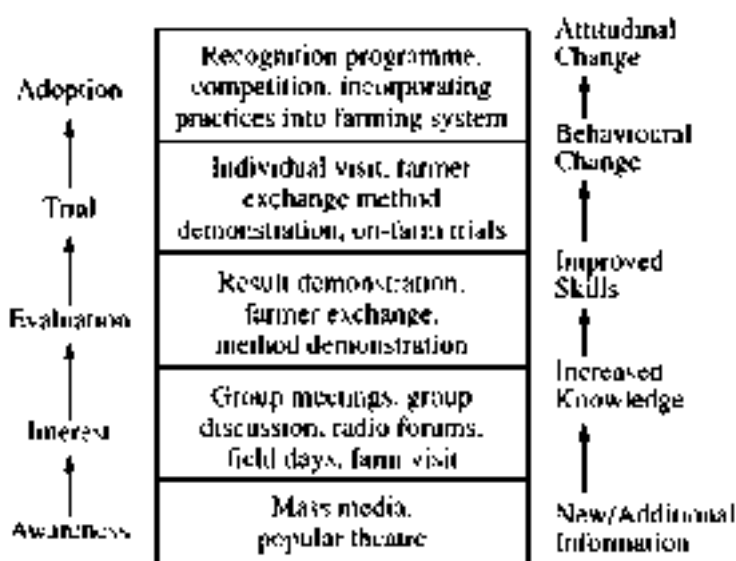 Adoption
Trial
Evaluation
Interest
Awareness
Recognition programme,
competition, incorporating
practices into farming system
Individual visit, farmer
exchange method
demonstration, on-farm trials
Result demonstration,
farmer exchange,
method demonstration
Group meetings, group
discussion, radio forums,
field days, farm visit
Mass media,
popular theatre
Attitudinal
Change
Behavioural
Change
Improved
Skills
Increased
Knowledge
New/Additional
Information